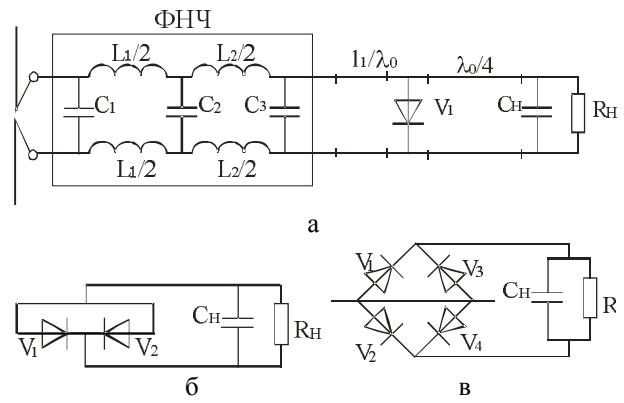 ФНЧ
L1/2 L2/2 l1/λ0 λ0/4
C1 C2 C3 V1 CН RН
L1/2 L2/2
а
V1 V3 CН R
CН RН
V1 V2 V2 V4
б в